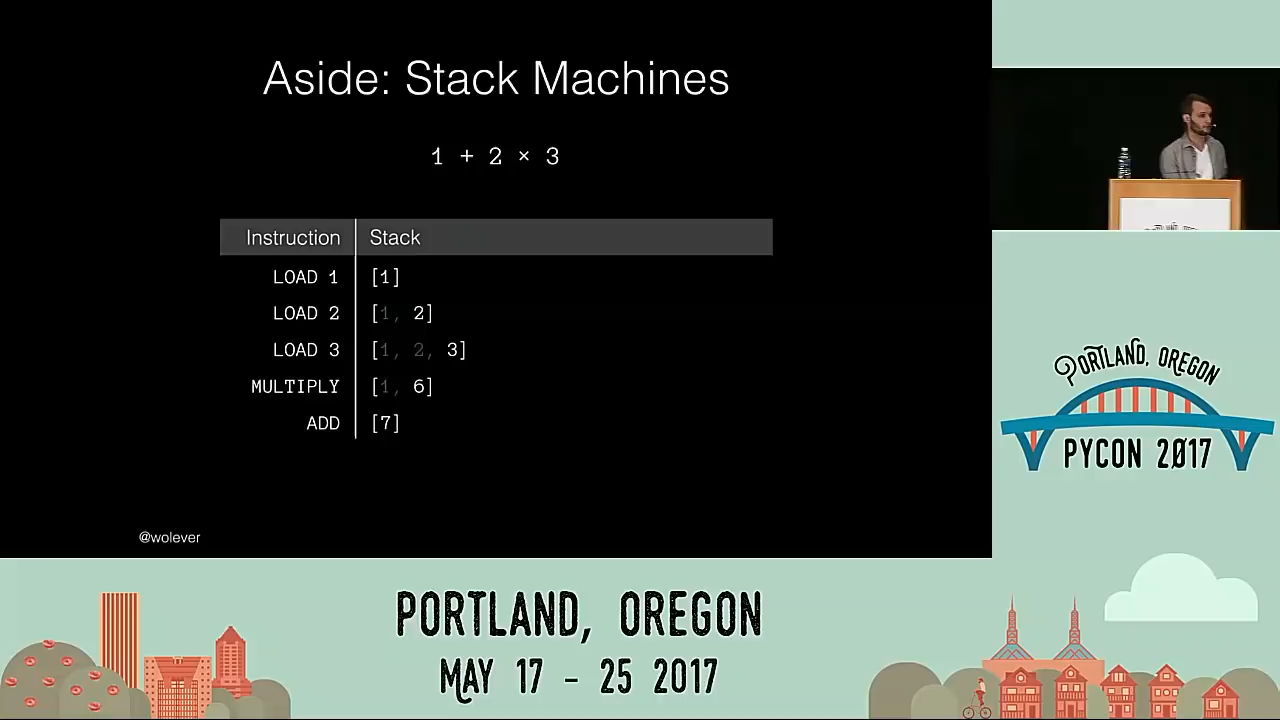 Aside: Stack Machines
1 + 2 × 3
Instruction Stack
LOAD 1 [1]
LOAD 2 [1, 2]
LOAD 3 [1, 2, 3]
MULTIPLY [1, 6]
ADD [7]
@wolever
PORTLAND, OREGON
PYCON 2017
PORTLAND, OREGON
MAY 17 - 25 2017